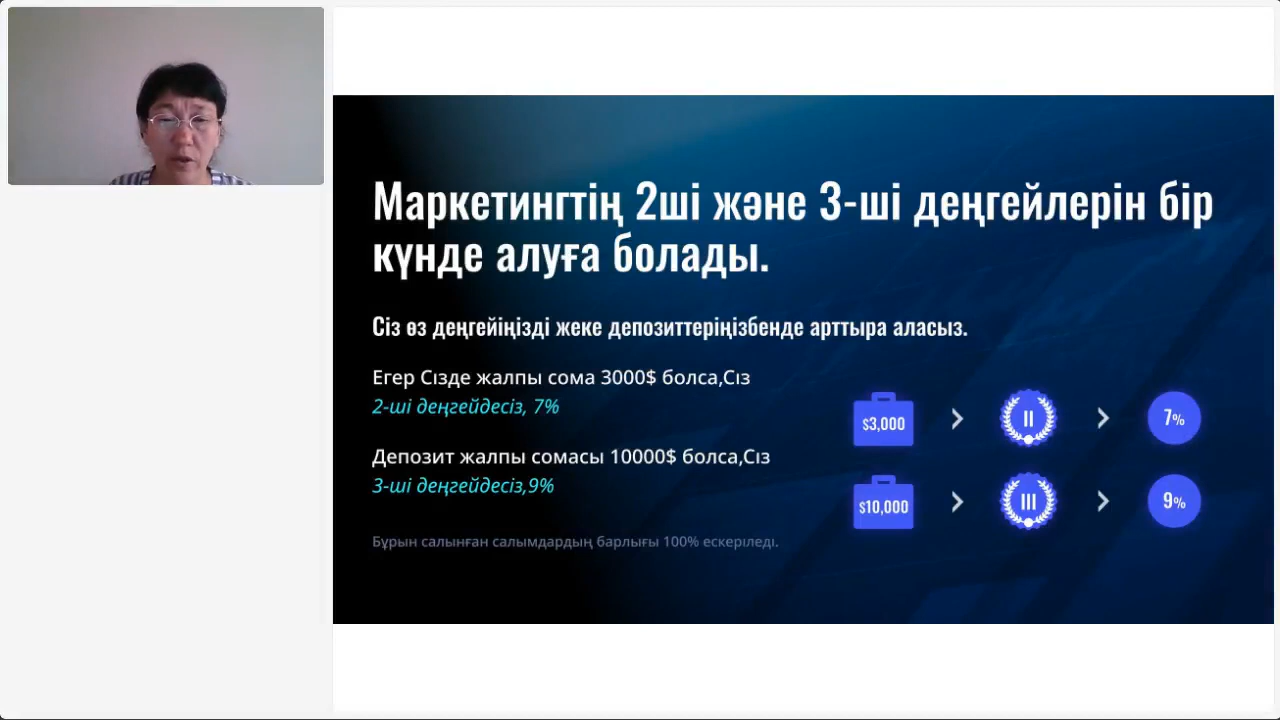 Маркетингтің 2ші және 3-ші деңгейлерін бір
күнде алуға болады.
Сіз өз деңгейіңізді жеке депозиттеріңізбенде арттыра аласыз.
Егер Сізде жалпы сома 3000$ болса,Сіз
2-ші деңгейдесіз, 7%
Депозит жалпы сомасы 10000$ болса,Сіз
3-ші деңгейдесіз,9%
Бұрын салынған салымдардың барлығы 100% ескеріледі.
$3,000 > II > 7%
$10,000 > III > 9%